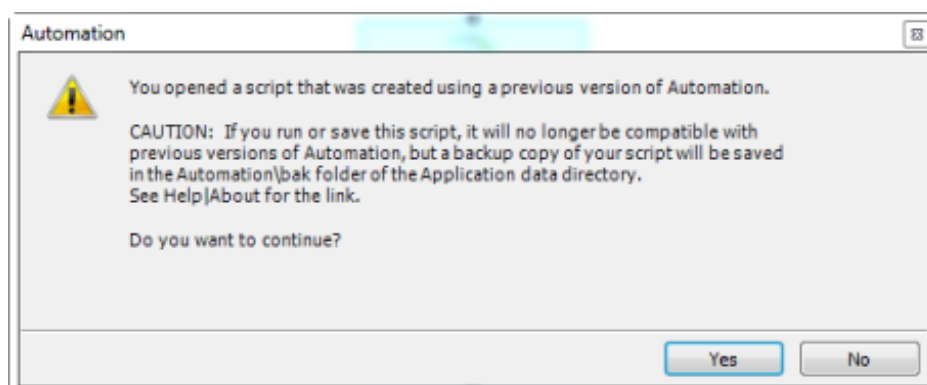 Automation
You opened a script that was created using a previous version of Automation.
CAUTION: If you run or save this script, it will no longer be compatible with
previous versions of Automation, but a backup copy of your script will be saved
in the Automation\bak folder of the Application data directory.
See Help|About for the link.
Do you want to continue?
Yes
No